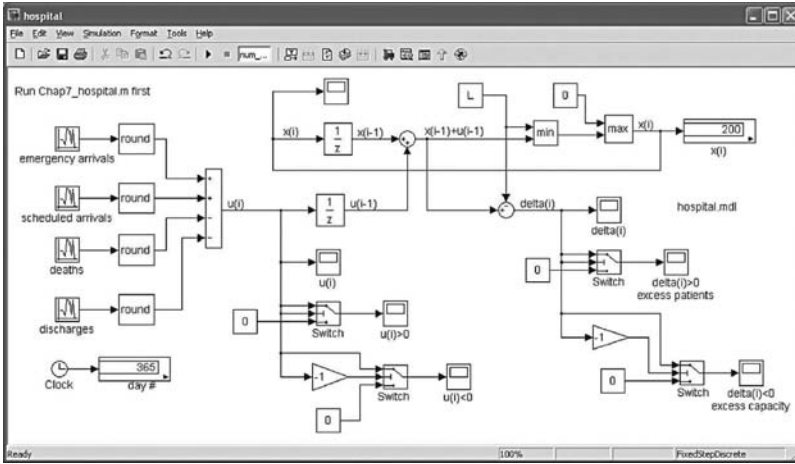 hospital
File Edit View Simulation Format Tools Help
num_...
Run Chap7_hospital.m first
emergency arrivals
round
scheduled arrivals
round
deaths
round
discharges
round
+
+
−
−
u(i)
Clock
365
day #
x(i)
1
z
x(i-1)
x(i-1)+u(i-1)
1
z
u(i-1)
L
min
0
max
x(i)
200
x(i)
delta(i)
delta(i)
hospital.mdl
u(i)
0
Switch
u(i)>0
-1
0
Switch
u(i)<0
0
Switch
delta(i)>0
excess patients
-1
0
Switch
delta(i)<0
excess capacity
Ready
100%
FixedStepDiscrete